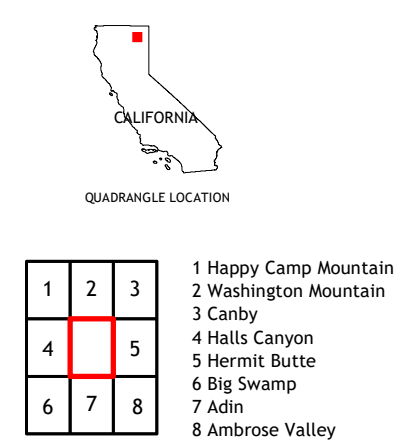 CALIFORNIA
QUADRANGLE LOCATION
1 2 3
4 5
6 7 8
1 Happy Camp Mountain
2 Washington Mountain
3 Canby
4 Halls Canyon
5 Hermit Butte
6 Big Swamp
7 Adin
8 Ambrose Valley